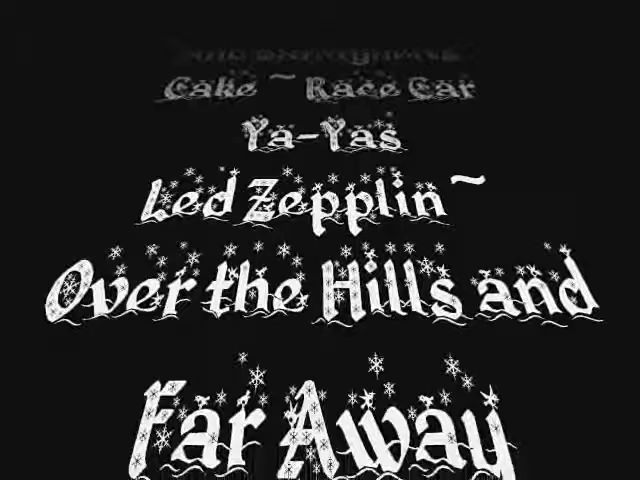 Cake ~ Race Car
Ya-Yas
Led Zepplin ~
Over the Hills and
Far Away